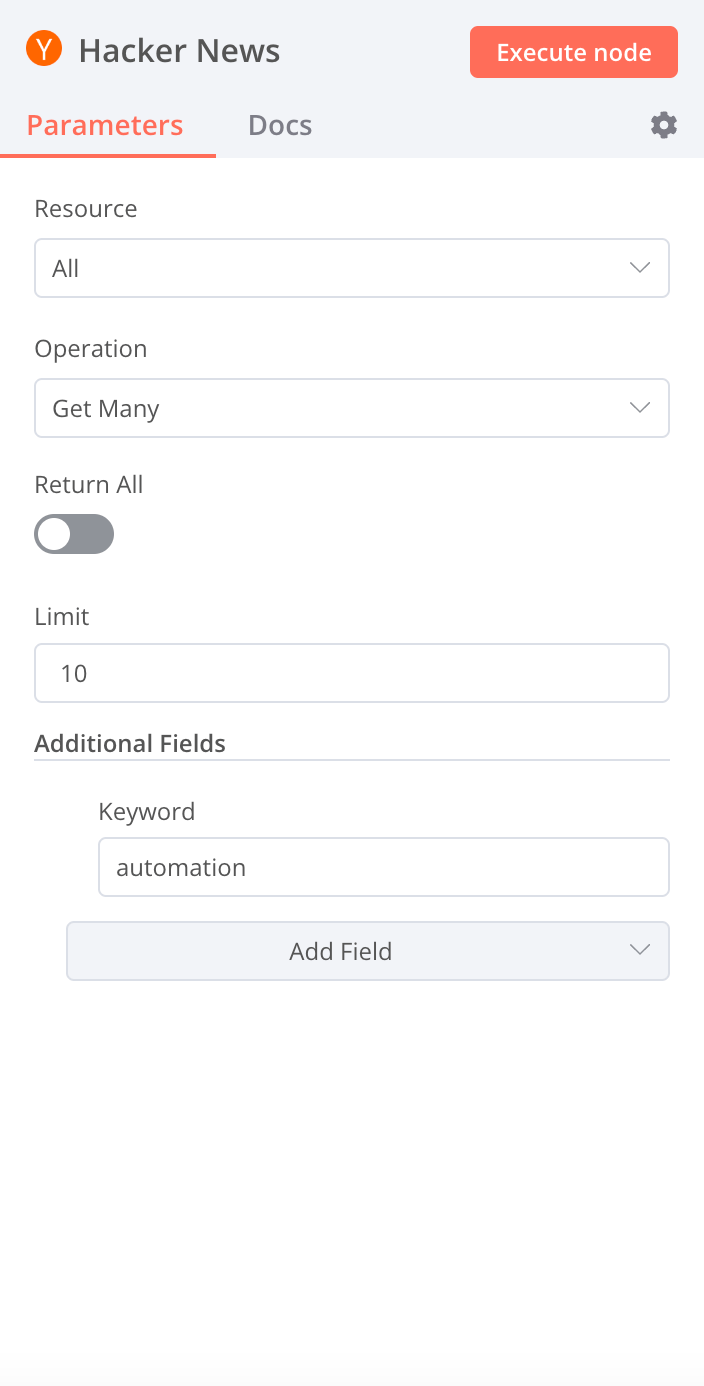 Y Hacker News
Execute node
Parameters
Docs
Resource
All
Operation
Get Many
Return All
Limit
10
Additional Fields
Keyword
automation
Add Field